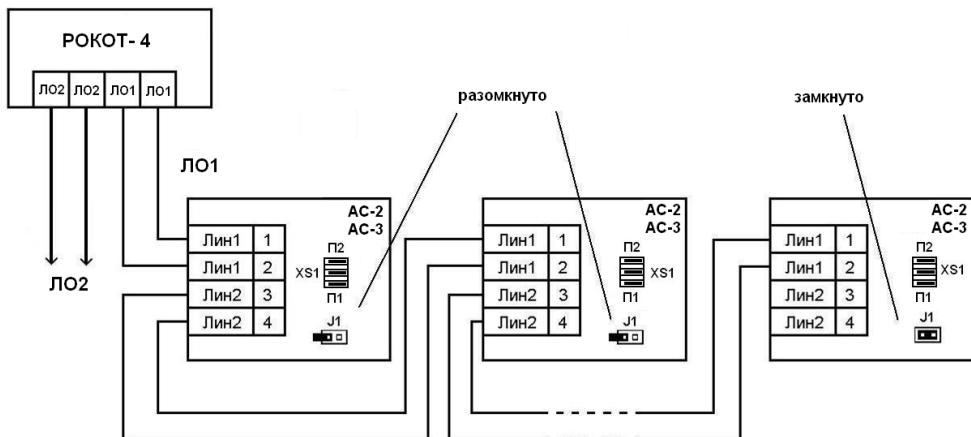 РОКОТ- 4
ЛО2 ЛО2 ЛО1 ЛО1
разомкнуто
замкнуто
ЛО1
ЛО2
АС-2
АС-3
Лин1 1
Лин1 2
Лин2 3
Лин2 4
П2
XS1
П1
J1
АС-2
АС-3
Лин1 1
Лин1 2
Лин2 3
Лин2 4
П2
XS1
П1
J1
АС-2
АС-3
Лин1 1
Лин1 2
Лин2 3
Лин2 4
П2
XS1
П1
J1